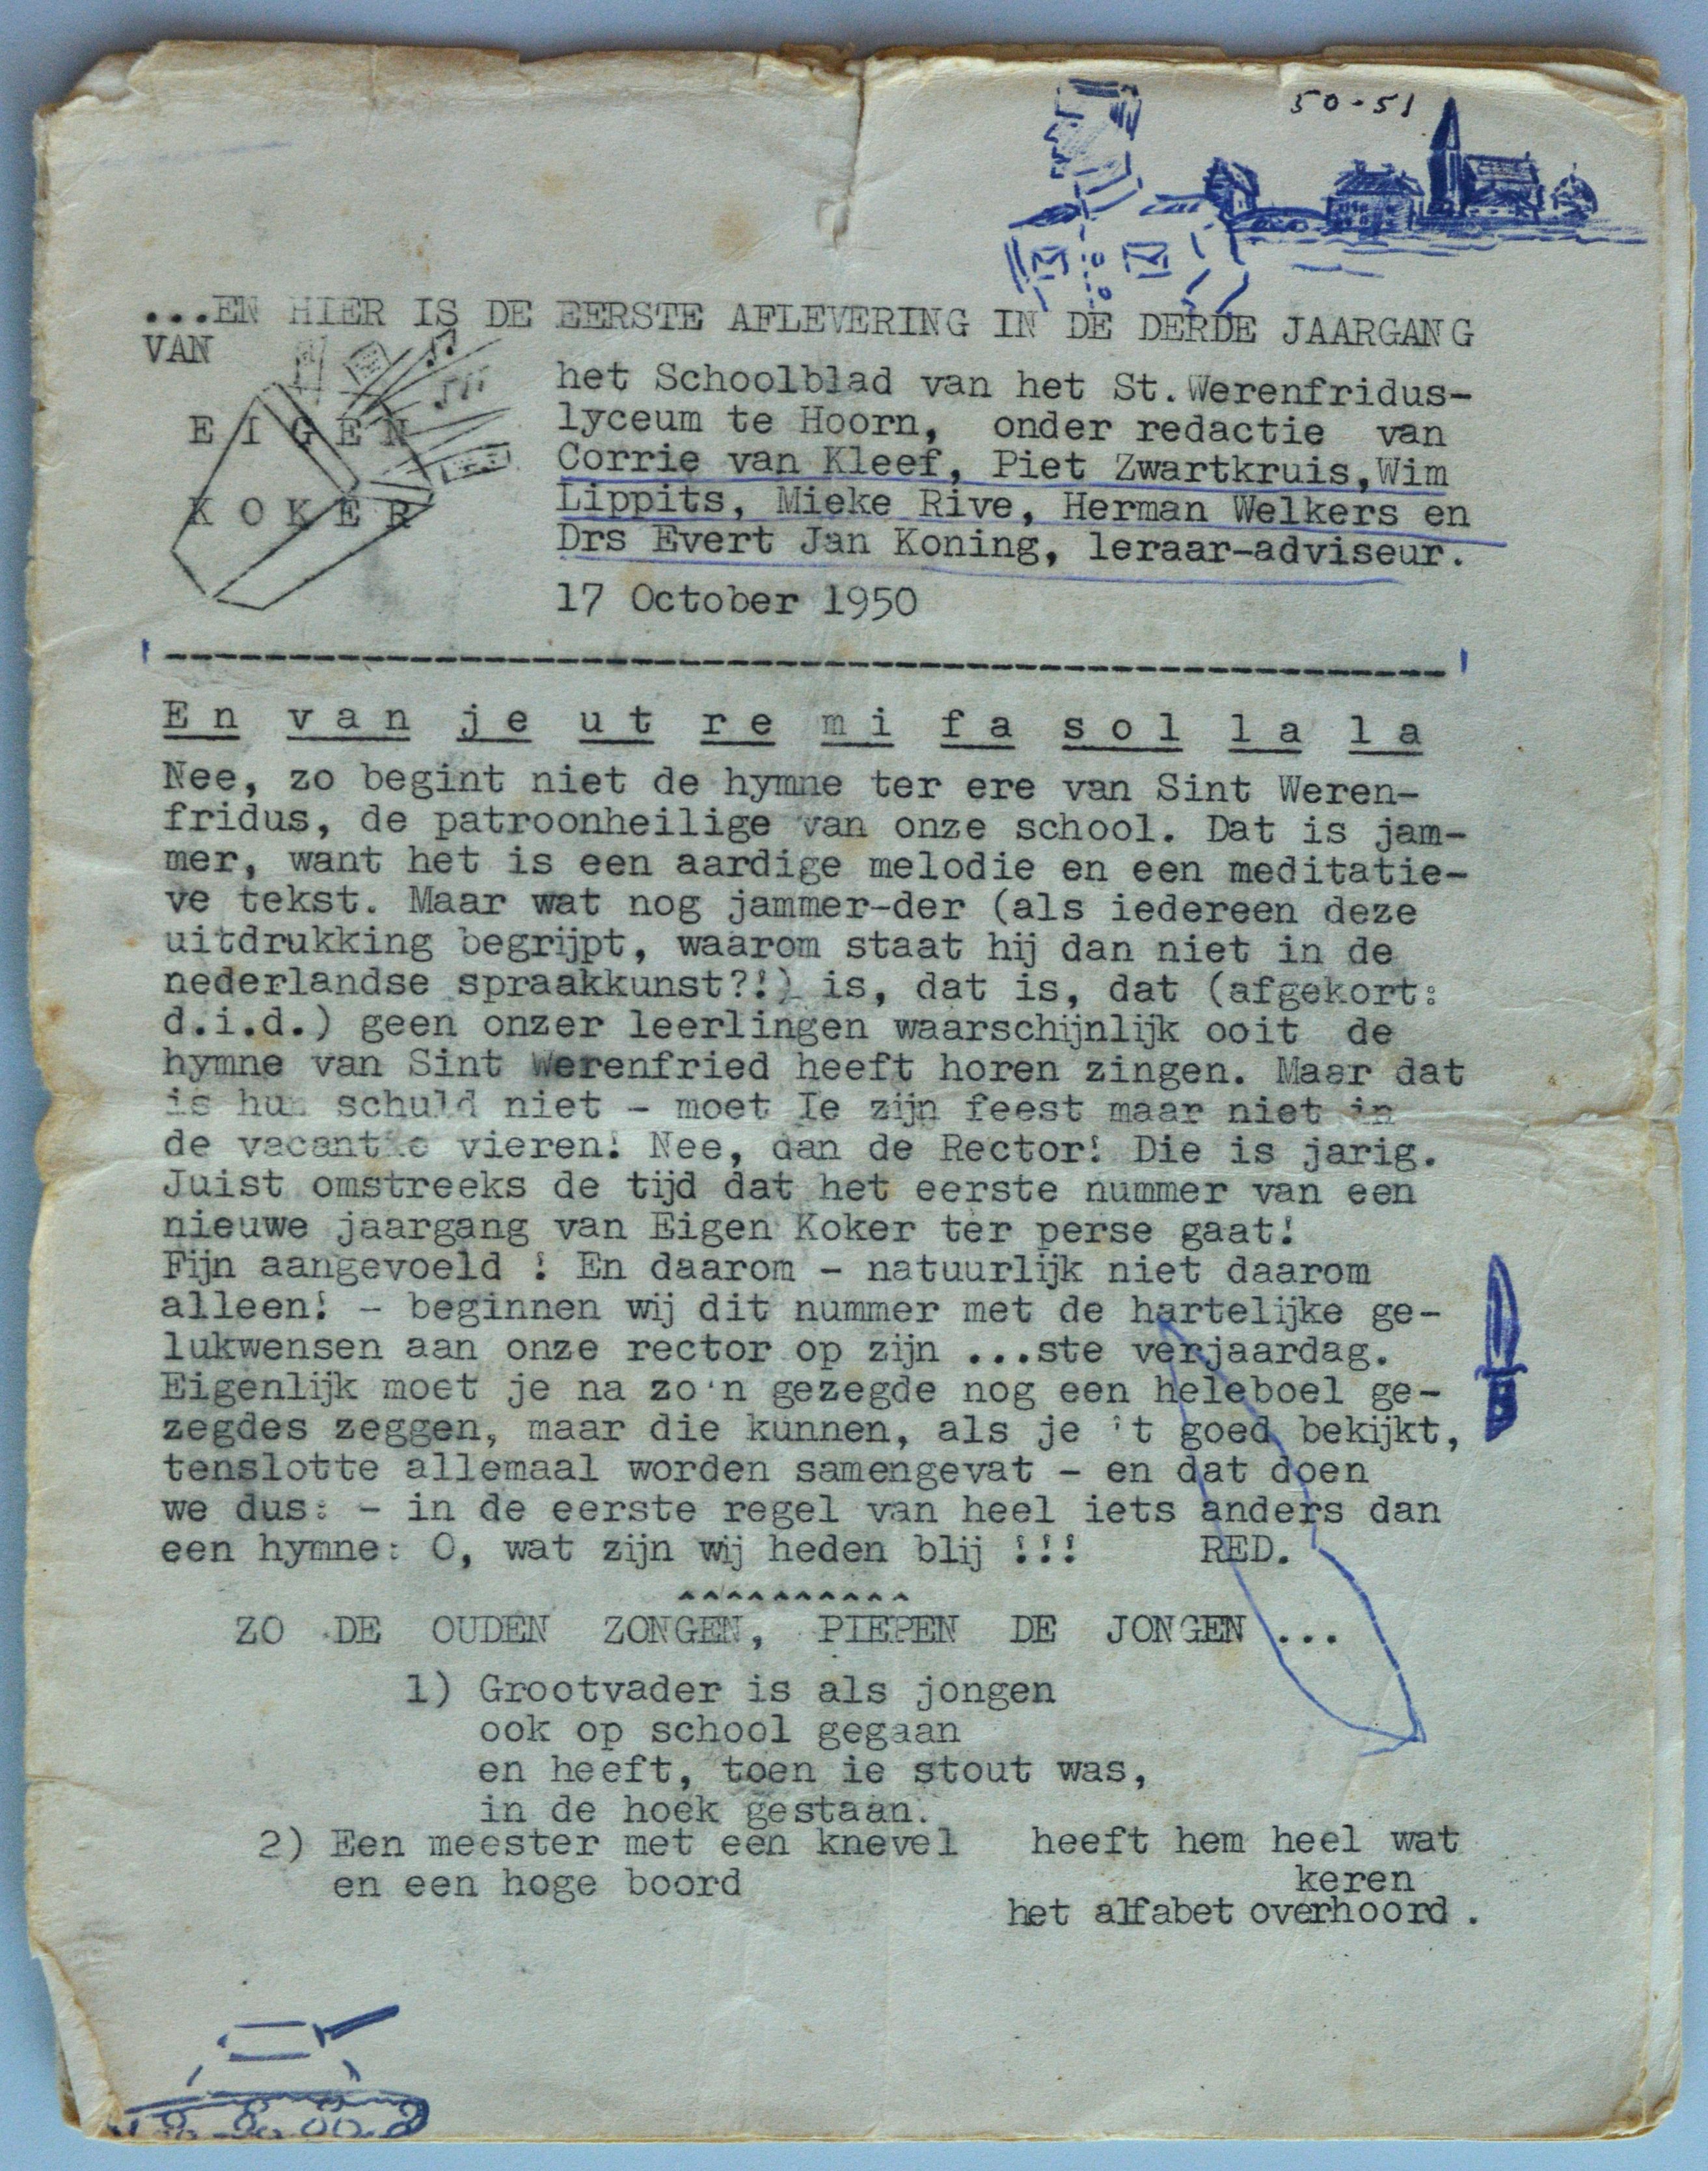 50-51
...EN HIER IS DE EERSTE AFLEVERING IN DE DERDE JAARGANG
VAN
EIGEN
KOKER
het Schoolblad van het St.Werenfridus-
lyceum te Hoorn, onder redactie van
Corrie van Kleef, Piet Zwartkruis,Wim
Lippits, Mieke Rive, Herman Welkers en
Drs Evert Jan Koning, leraar-adviseur.
17 October 1950
En van je ut re mi fa sol la la
Nee, zo begint niet de hymne ter ere van Sint Weren-
fridus, de patroonheilige van onze school. Dat is jam-
mer, want het is een aardige melodie en een meditatie-
ve tekst. Maar wat nog jammer-der (als iedereen deze
uitdrukking begrijpt, waarom staat hij dan niet in de
nederlandse spraakkunst?!) is, dat is, dat (afgekort:
d.i.d.) geen onzer leerlingen waarschijnlijk ooit de
hymne van Sint Werenfried heeft horen zingen. Maar dat
is hun schuld niet - moet Ie zijn feest maar niet in
de vacantie vieren! Nee, dan de Rector! Die is jarig.
Juist omstreeks de tijd dat het eerste nummer van een
nieuwe jaargang van Eigen Koker ter perse gaat!
Fijn aangevoeld ! En daarom - natuurlijk niet daarom
alleen! - beginnen wij dit nummer met de hartelijke ge-
lukwensen aan onze rector op zijn ...ste verjaardag.
Eigenlijk moet je na zo'n gezegde nog een heleboel ge-
zegdes zeggen, maar die kunnen, als je 't goed bekijkt,
tenslotte allemaal worden samengevat - en dat doen
we dus: - in de eerste regel van heel iets anders dan
een hymne: O, wat zijn wij heden blij !!! RED.
ZO DE OUDEN ZONGEN, PIEPEN DE JONGEN ...
1) Grootvader is als jongen
ook op school gegaan
en heeft, toen ie stout was,
in de hoek gestaan.
2) Een meester met een knevel
en een hoge boord
heeft hem heel wat
keren
het alfabet overhoord.